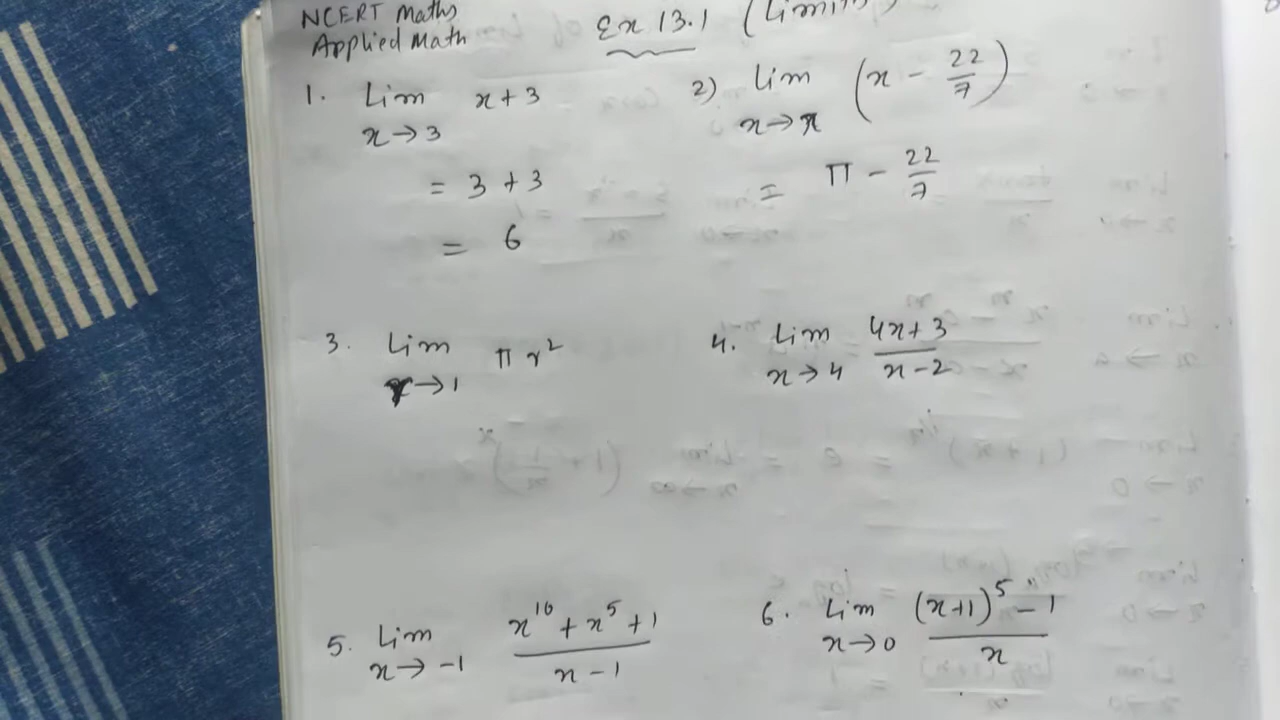 NCERT Maths
Applied Math
Ex 13.1 (Limits)
1. Lim x→3 x+3
= 3+3
= 6
2) Lim x→π (x - 22/7)
= π - 22/7
3. Lim r→1 πr²
4. Lim x→4 4x+3 / x-2
5. Lim x→-1 x¹⁰ + x⁵ + 1 / x-1
6. Lim x→0 (x+1)⁵ - 1 / x